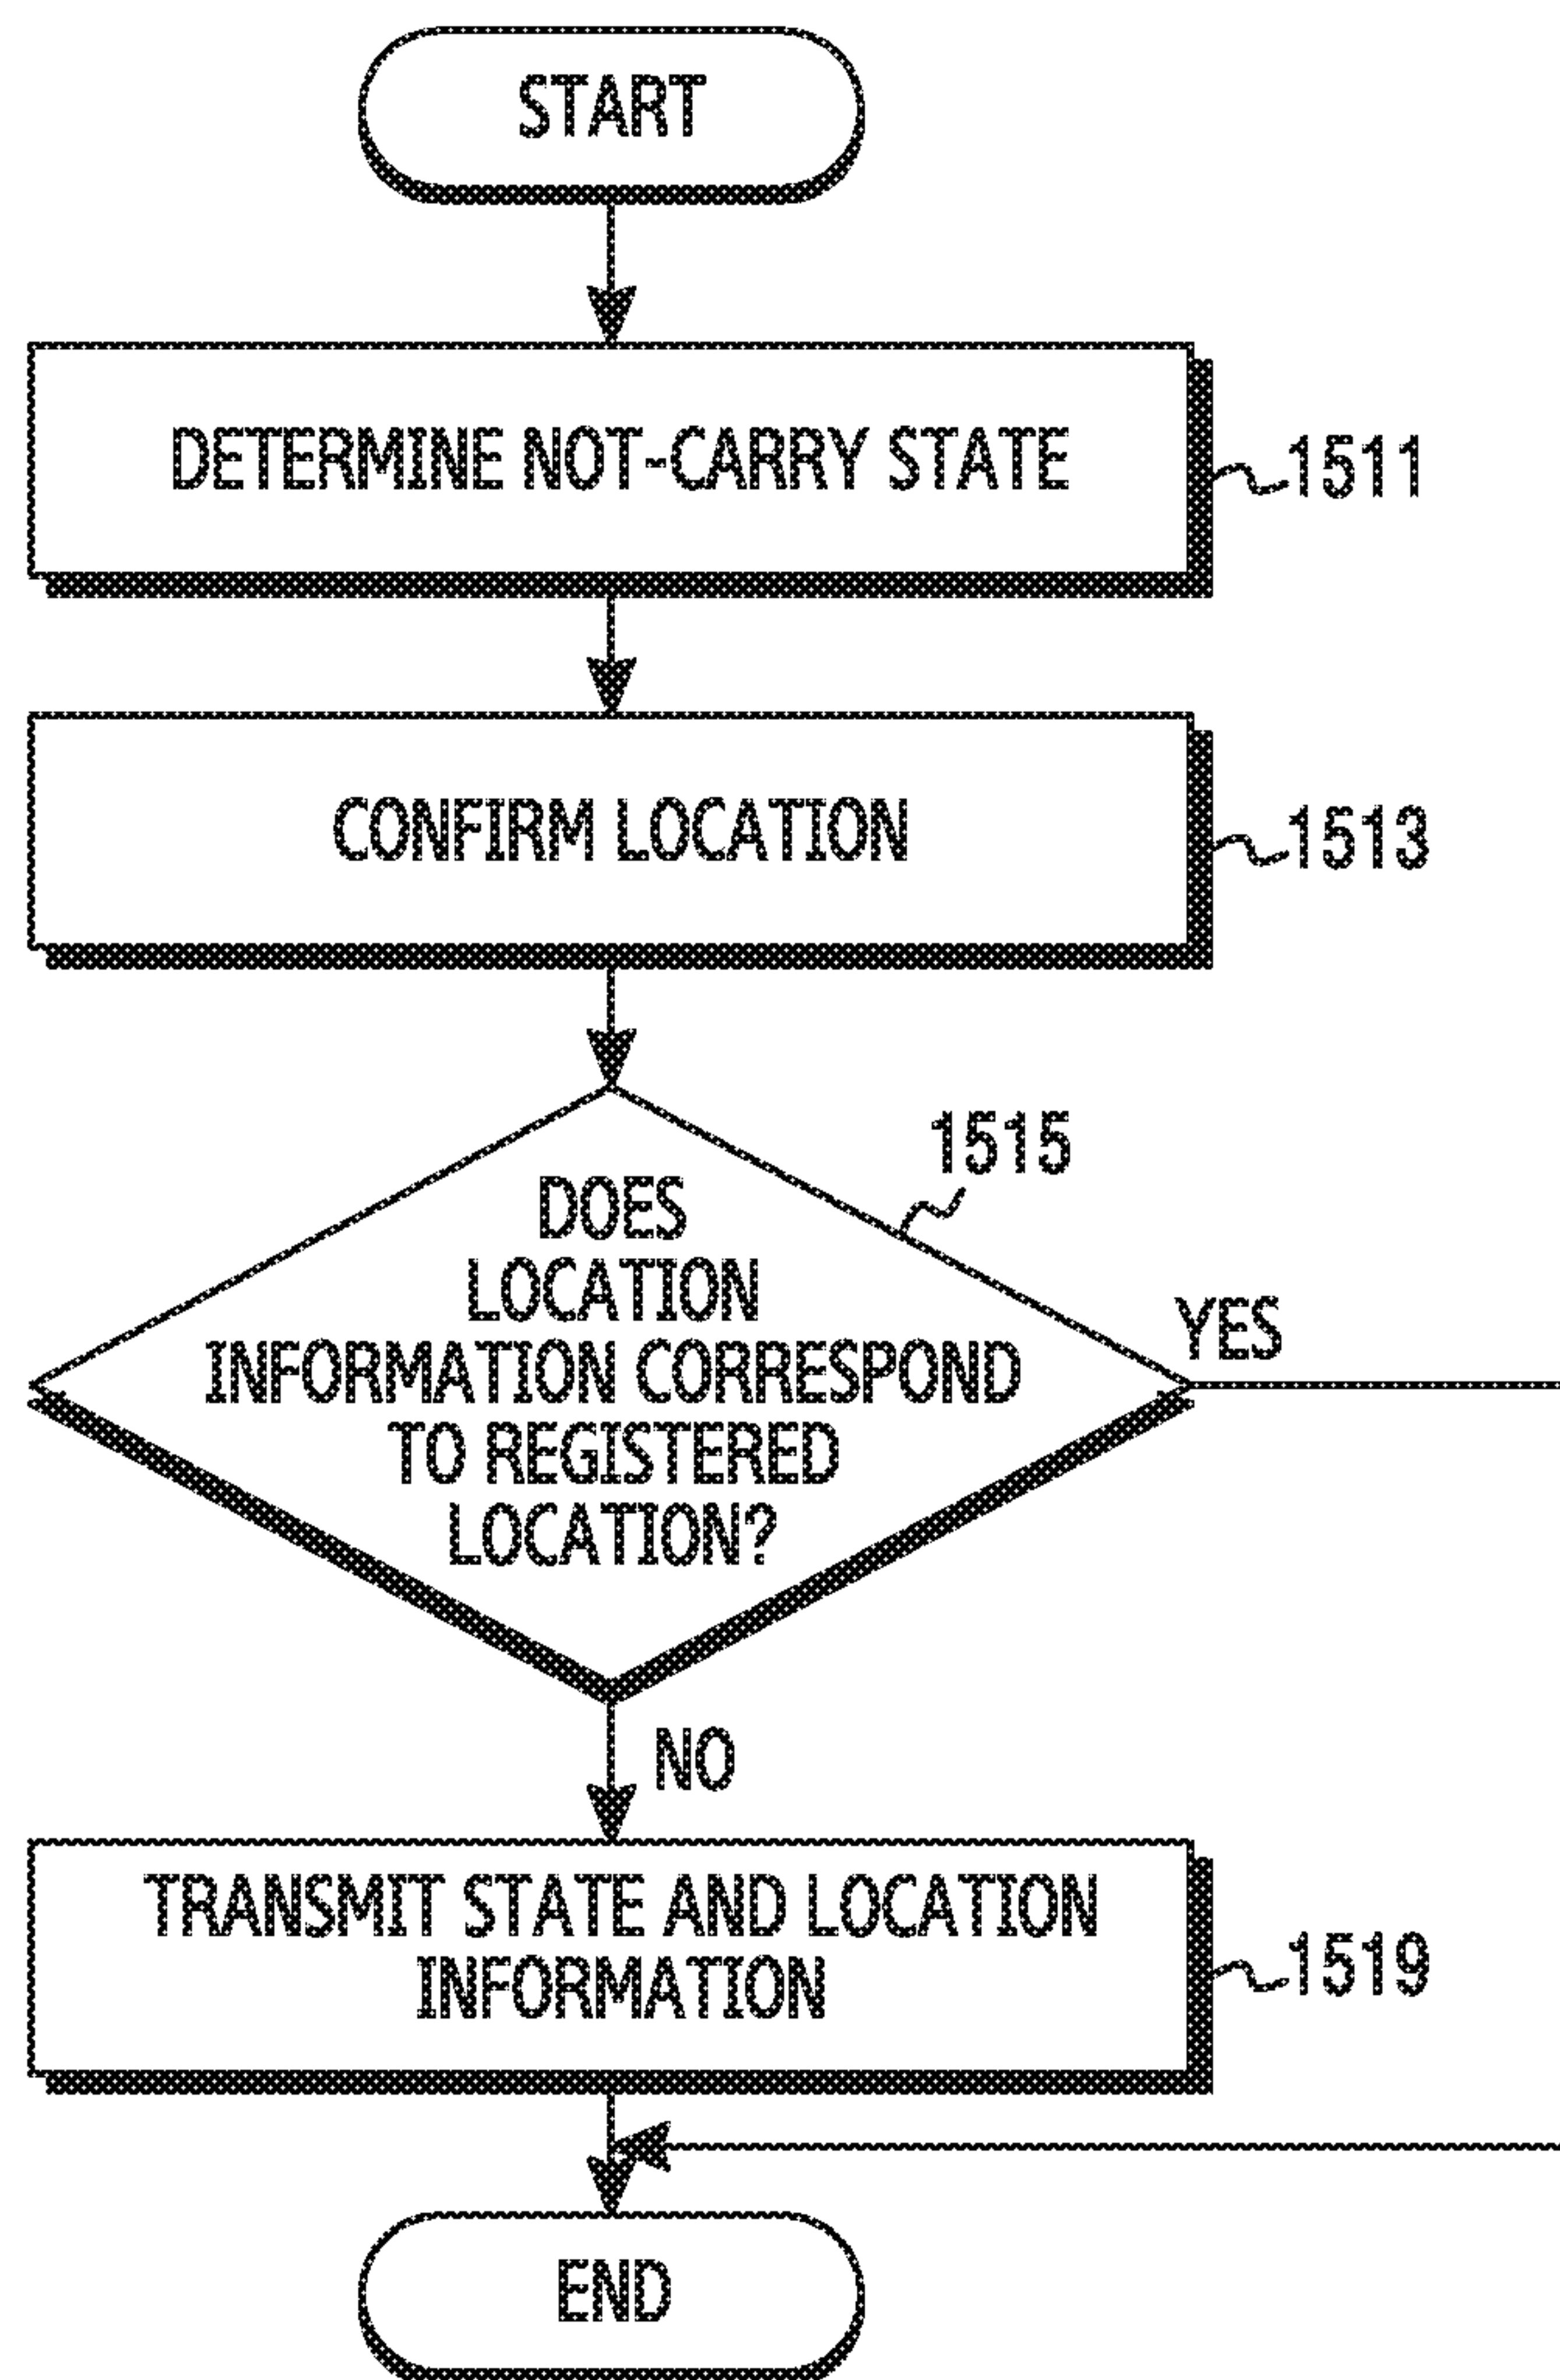 START
DETERMINE NOT-CARRY STATE
1511
CONFIRM LOCATION
1513
1515
DOES
LOCATION
INFORMATION CORRESPOND
TO REGISTERED
LOCATION?
YES
NO
TRANSMIT STATE AND LOCATION
INFORMATION
1519
END